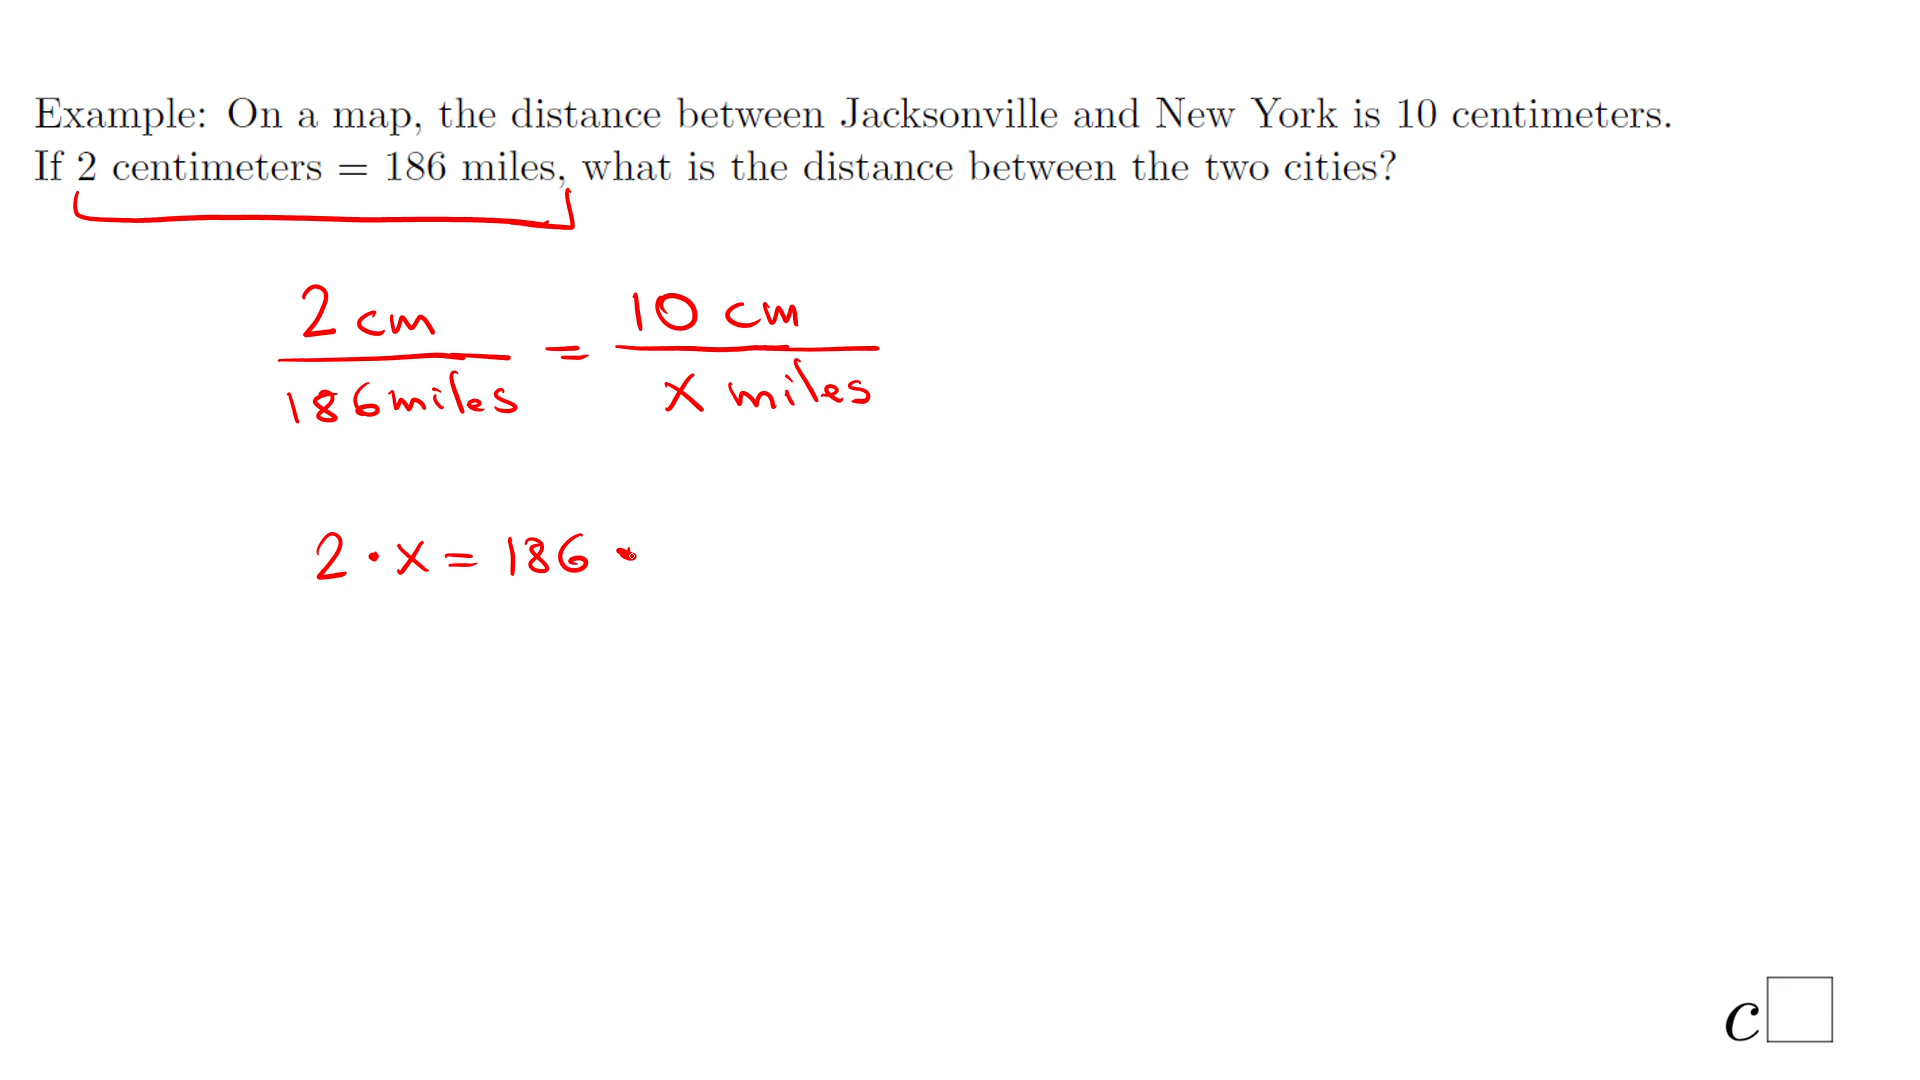 Example: On a map, the distance between Jacksonville and New York is 10 centimeters.
If 2 centimeters = 186 miles, what is the distance between the two cities?
2 cm / 186 miles = 10 cm / x miles
2 · x = 186 ·
c